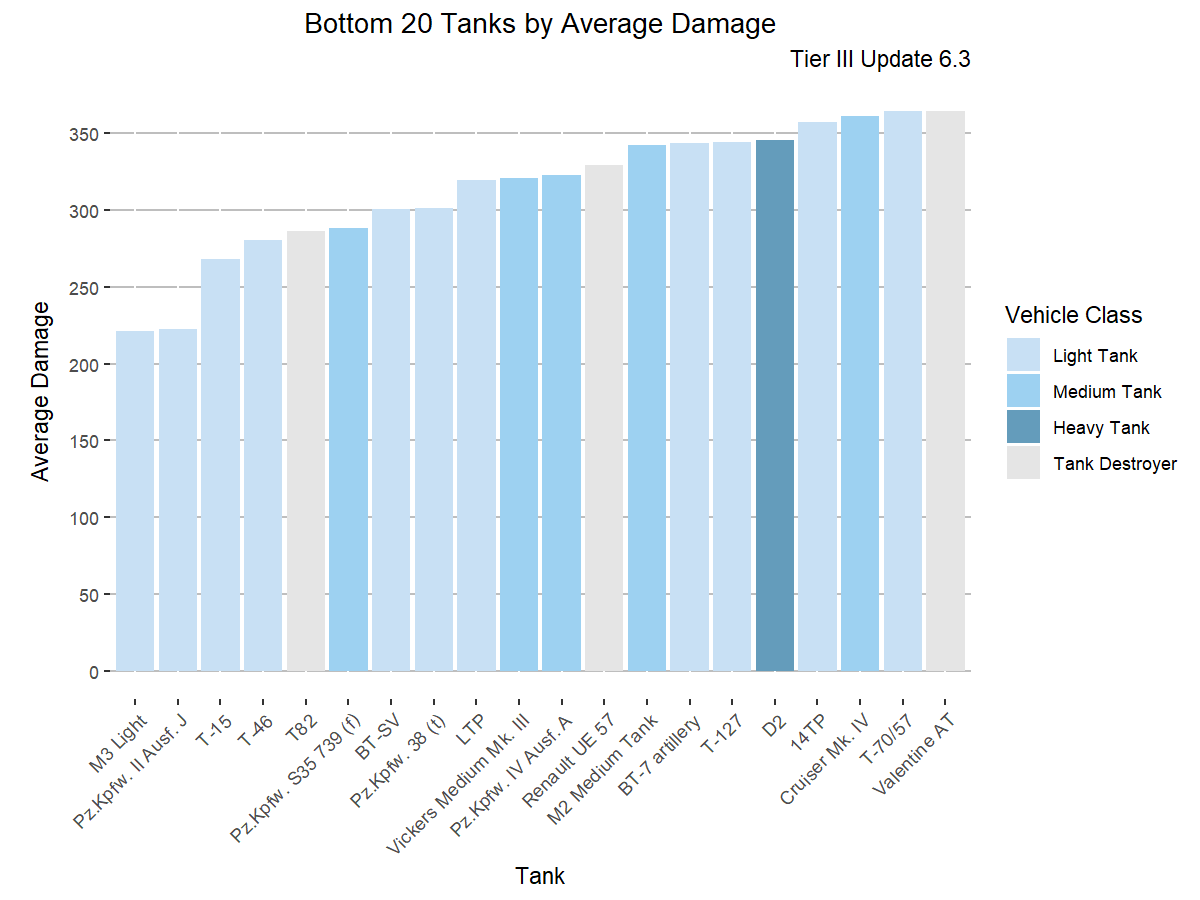 Bottom 20 Tanks by Average Damage
Tier III Update 6.3
Average Damage
350
300
250
200
150
100
50
0
M3 Light
Pz.Kpfw. II Ausf. J
T-15
T-46
T82
Pz.Kpfw. S35 739 (f)
BT-SV
Pz.Kpfw. 38 (t)
LTP
Vickers Medium Mk. III
Pz.Kpfw. IV Ausf. A
Renault UE 57
M2 Medium Tank
BT-7 artillery
T-127
D2
14TP
Cruiser Mk. IV
T-70/57
Valentine AT
Tank
Vehicle Class
Light Tank
Medium Tank
Heavy Tank
Tank Destroyer